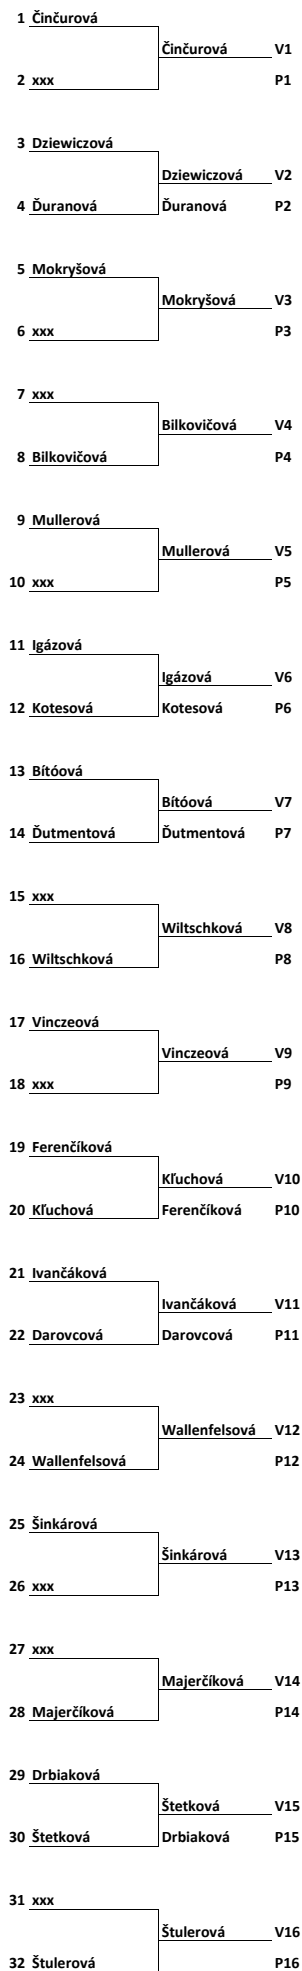 1 Činčurová
Činčurová V1
2 xxx P1
3 Dziewiczová
Dziewiczová V2
4 Ďuranová Ďuranová P2
5 Mokryšová
Mokryšová V3
6 xxx P3
7 xxx
Bilkovičová V4
8 Bilkovičová P4
9 Mullerová
Mullerová V5
10 xxx P5
11 Igázová
Igázová V6
12 Kotesová Kotesová P6
13 Bítóová
Bítóová V7
14 Ďutmentová Ďutmentová P7
15 xxx
Wiltschková V8
16 Wiltschková P8
17 Vinczeová
Vinczeová V9
18 xxx P9
19 Ferenčíková
Kľuchová V10
20 Kľuchová Ferenčíková P10
21 Ivančáková
Ivančáková V11
22 Darovcová Darovcová P11
23 xxx
Wallenfelsová V12
24 Wallenfelsová P12
25 Šinkárová
Šinkárová V13
26 xxx P13
27 xxx
Majerčíková V14
28 Majerčíková P14
29 Drbiaková
Štetková V15
30 Štetková Drbiaková P15
31 xxx
Štulerová V16
32 Štulerová P16